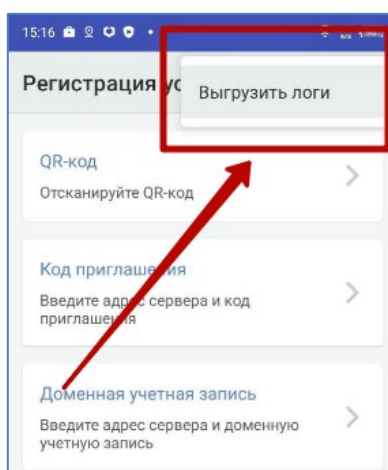 15:16
Регистрация ус
Выгрузить логи
QR-код
Отсканируйте QR-код
Код приглашения
Введите адрес сервера и код
приглашения
Доменная учетная запись
Введите адрес сервера и доменную
учетную запись